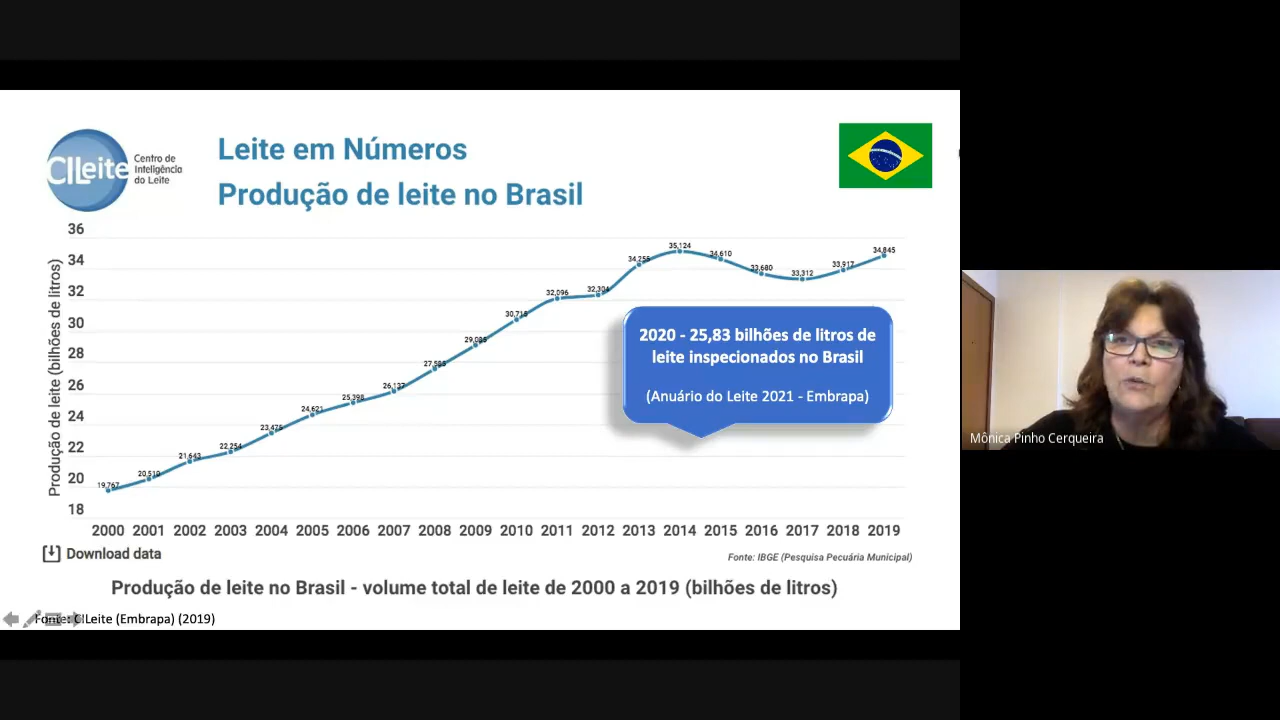 CILeite
Centro de
Inteligência
do Leite
Leite em Números
Produção de leite no Brasil
Produção de leite (bilhões de litros)
36
34
32
30
28
26
24
22
20
18
19,767
20,510
21,643
22,254
23,475
24,621
25,398
26,137
27,585
29,085
30,715
32,096
32,304
34,255
35,124
34,610
33,680
33,312
33,917
34,845
2020 - 25,83 bilhões de litros de
leite inspecionados no Brasil
(Anuário do Leite 2021 - Embrapa)
2000 2001 2002 2003 2004 2005 2006 2007 2008 2009 2010 2011 2012 2013 2014 2015 2016 2017 2018 2019
Download data
Fonte: IBGE (Pesquisa Pecuária Municipal)
Produção de leite no Brasil - volume total de leite de 2000 a 2019 (bilhões de litros)
Fonte: CILeite (Embrapa) (2019)
Mônica Pinho Cerqueira